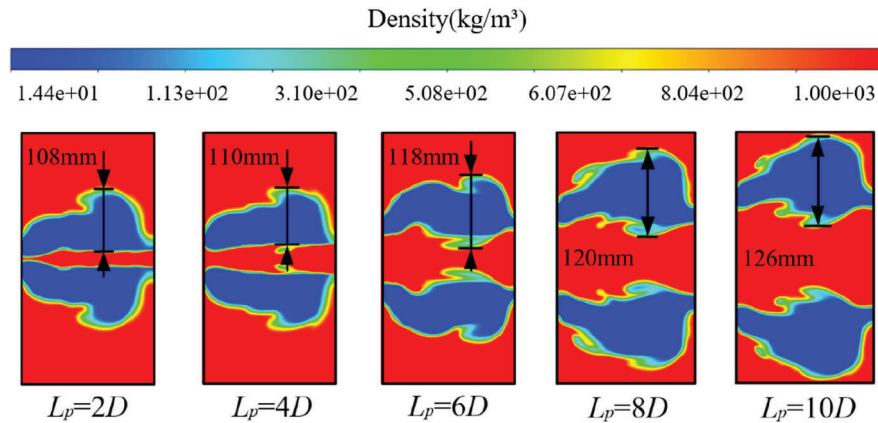 Density(kg/m³)
1.44e+01 1.13e+02 3.10e+02 5.08e+02 6.07e+02 8.04e+02 1.00e+03
108mm 110mm 118mm
120mm 126mm
Lp=2D Lp=4D Lp=6D Lp=8D Lp=10D